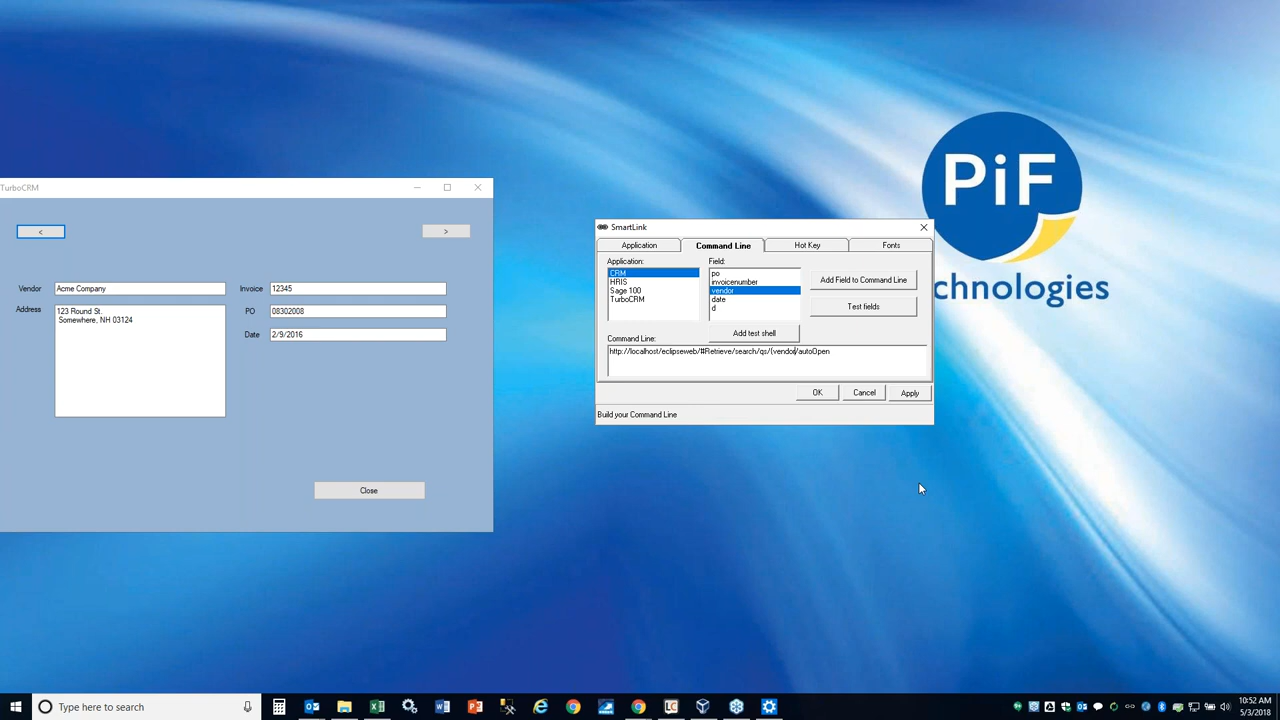 PiF
chnologies
TurboCRM
<
>
Vendor
Acme Company
Address
123 Round St.
Somewhere, NH 03124
Invoice
12345
PO
08302008
Date
2/9/2016
Close
SmartLink
Application
Command Line
Hot Key
Fonts
Application:
CRM
HRIS
Sage 100
TurboCRM
Field:
po
invoicenumber
vendor
date
d
Add Field to Command Line
Test fields
Add test shell
Command Line:
http://localhost/eclipseweb/#Retrieve/search/qs/{vendor}/autoOpen
OK
Cancel
Apply
Build your Command Line
Type here to search
10:52 AM
5/3/2018